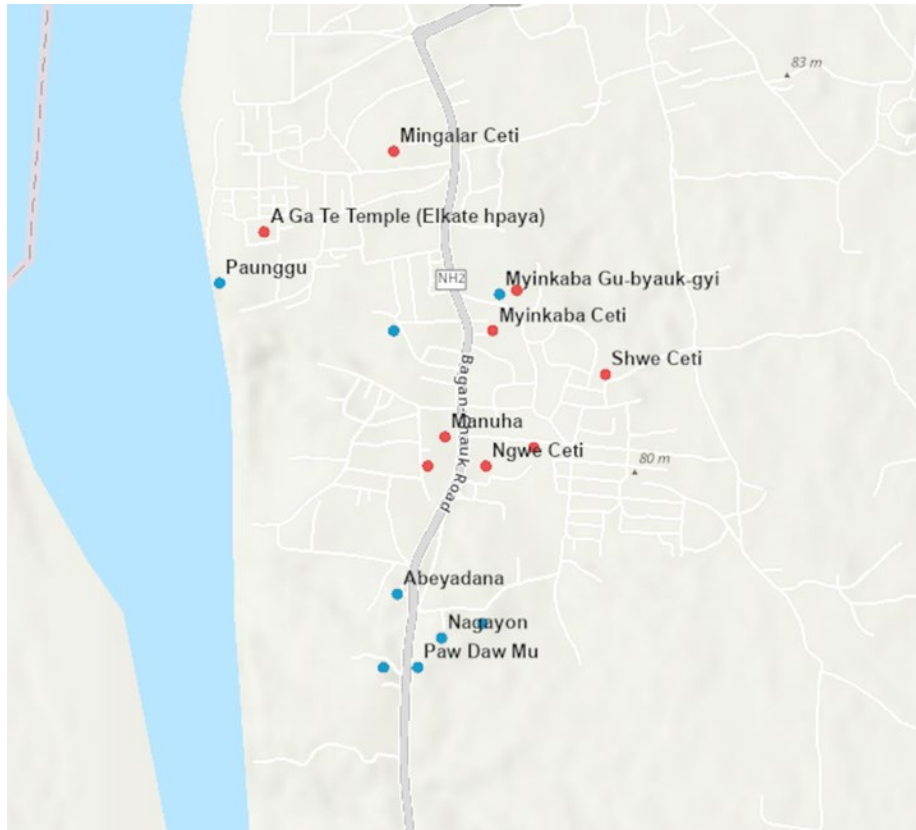 83 m
Mingalar Ceti
A Ga Te Temple (Elkate hpaya)
Paunggu
NH2
Myinkaba Gu-byauk-gyi
Myinkaba Ceti
Shwe Ceti
Bagan-Chauk Road
Manuha
Ngwe Ceti
80 m
Abeyadana
Nagayon
Paw Daw Mu